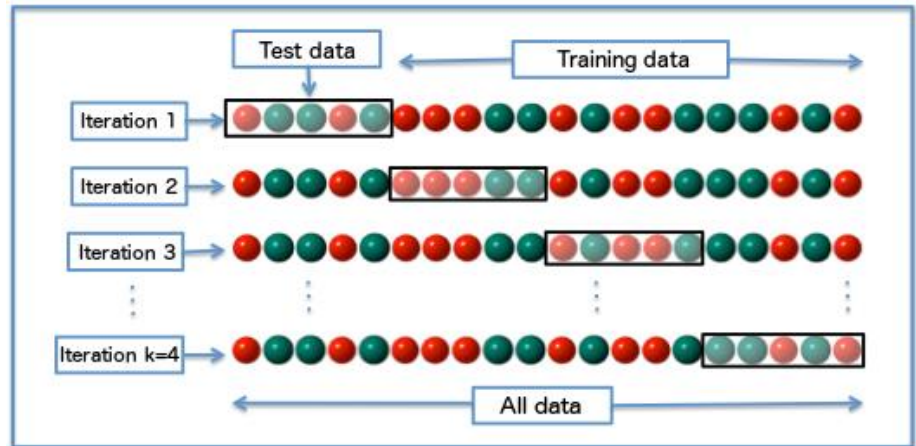 Test data
Training data
Iteration 1
Iteration 2
Iteration 3
Iteration k=4
All data